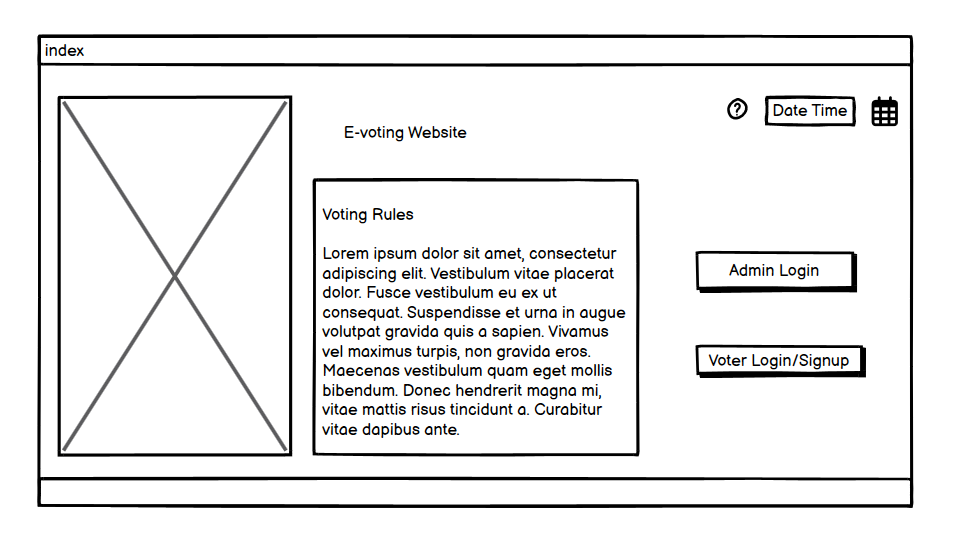 index
E-voting Website
Date Time
Voting Rules
Lorem ipsum dolor sit amet, consectetur
adipiscing elit. Vestibulum vitae placerat
dolor. Fusce vestibulum eu ex ut
consequat. Suspendisse et urna in augue
volutpat gravida quis a sapien. Vivamus
vel maximus turpis, non gravida eros.
Maecenas vestibulum quam eget mollis
bibendum. Donec hendrerit magna mi,
vitae mattis risus tincidunt a. Curabitur
vitae dapibus ante.
Admin Login
Voter Login/Signup